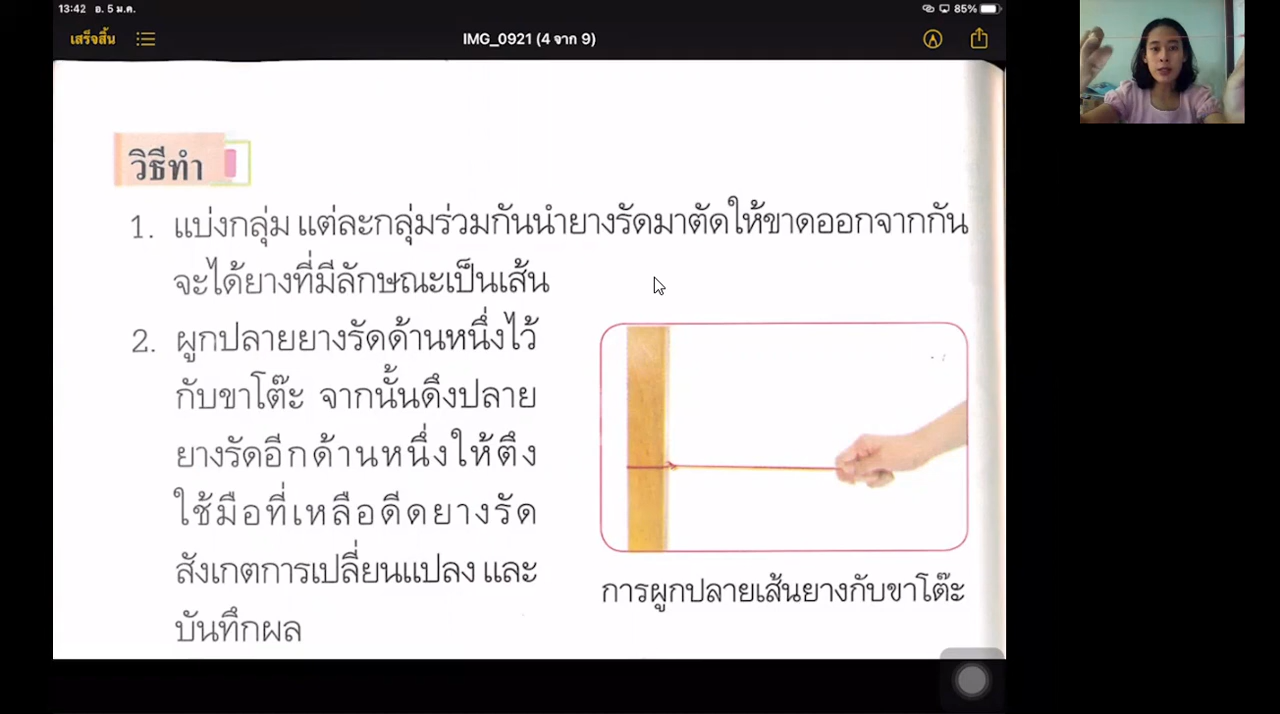 13:42 อ. 5 ม.ค.
85%
เสร็จสิ้น
IMG_0921 (4 จาก 9)
วิธีทำ
1. แบ่งกลุ่ม แต่ละกลุ่มร่วมกันนำยางรัดมาตัดให้ขาดออกจากกัน
จะได้ยางที่มีลักษณะเป็นเส้น
2. ผูกปลายยางรัดด้านหนึ่งไว้
กับขาโต๊ะ จากนั้นดึงปลาย
ยางรัดอีกด้านหนึ่งให้ตึง
ใช้มือที่เหลือดีดยางรัด
สังเกตการเปลี่ยนแปลง และ
บันทึกผล
การผูกปลายเส้นยางกับขาโต๊ะ